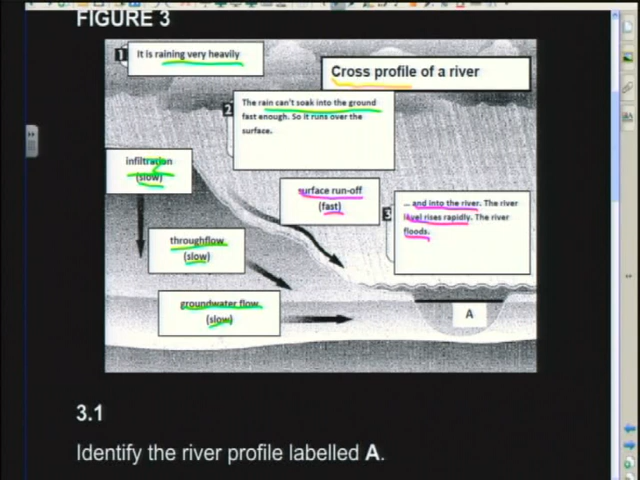 FIGURE 3
1
It is raining very heavily
Cross profile of a river
2
The rain can't soak into the ground
fast enough. So it runs over the
surface.
infiltration
(slow)
surface run-off
(fast)
3
... and into the river. The river
level rises rapidly. The river
floods.
throughflow
(slow)
groundwater flow
(slow)
A
3.1
Identify the river profile labelled A.